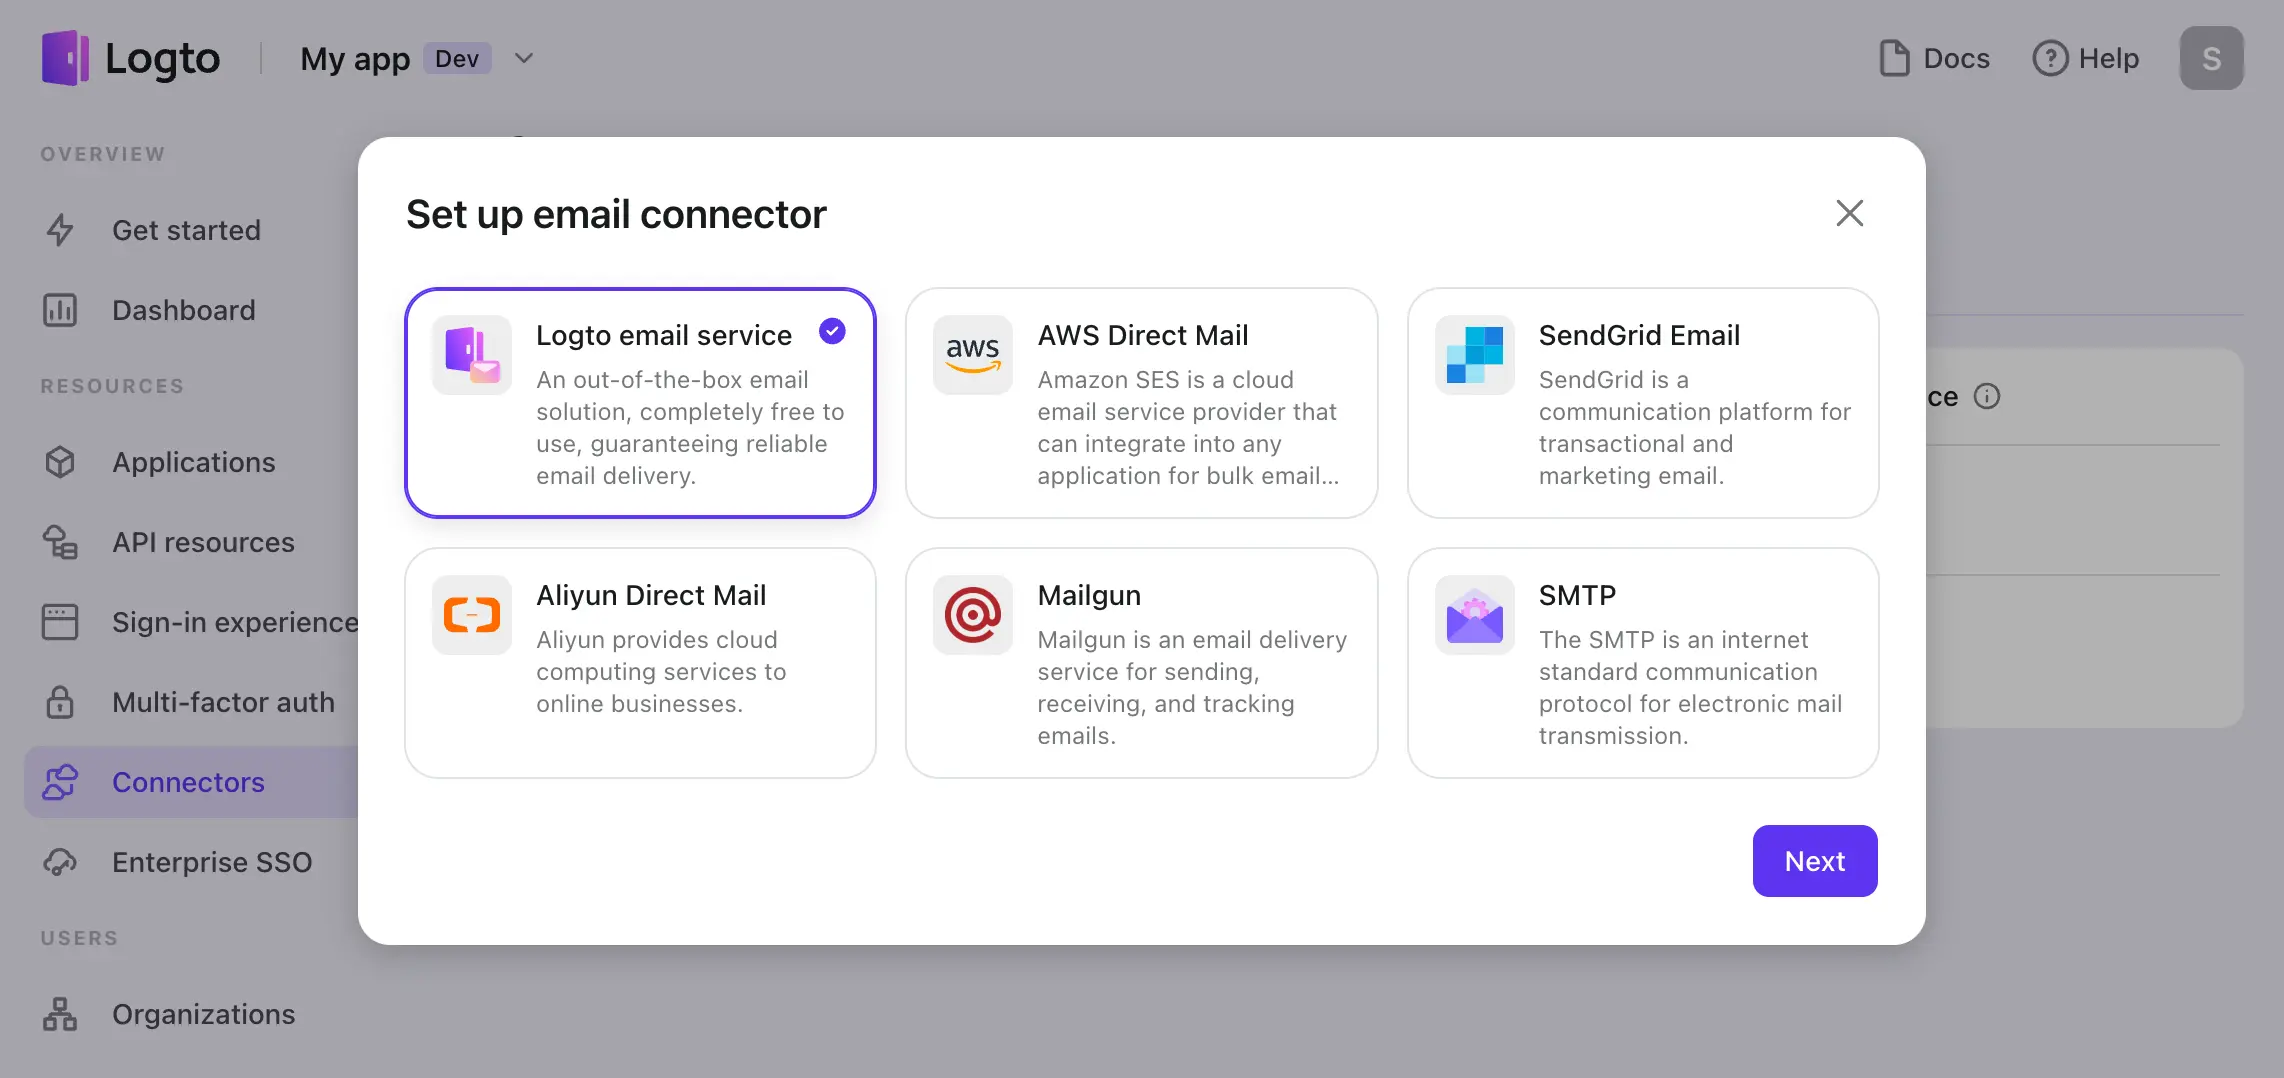 Logto
My app Dev
Docs
Help
S
OVERVIEW
Get started
Dashboard
RESOURCES
Applications
API resources
Sign-in experience
Multi-factor auth
Connectors
Enterprise SSO
USERS
Organizations
Set up email connector
Logto email service
An out-of-the-box email
solution, completely free to
use, guaranteeing reliable
email delivery.
aws
AWS Direct Mail
Amazon SES is a cloud
email service provider that
can integrate into any
application for bulk email...
SendGrid Email
SendGrid is a
communication platform for
transactional and
marketing email.
Aliyun Direct Mail
Aliyun provides cloud
computing services to
online businesses.
Mailgun
Mailgun is an email delivery
service for sending,
receiving, and tracking
emails.
SMTP
The SMTP is an internet
standard communication
protocol for electronic mail
transmission.
Next
ce